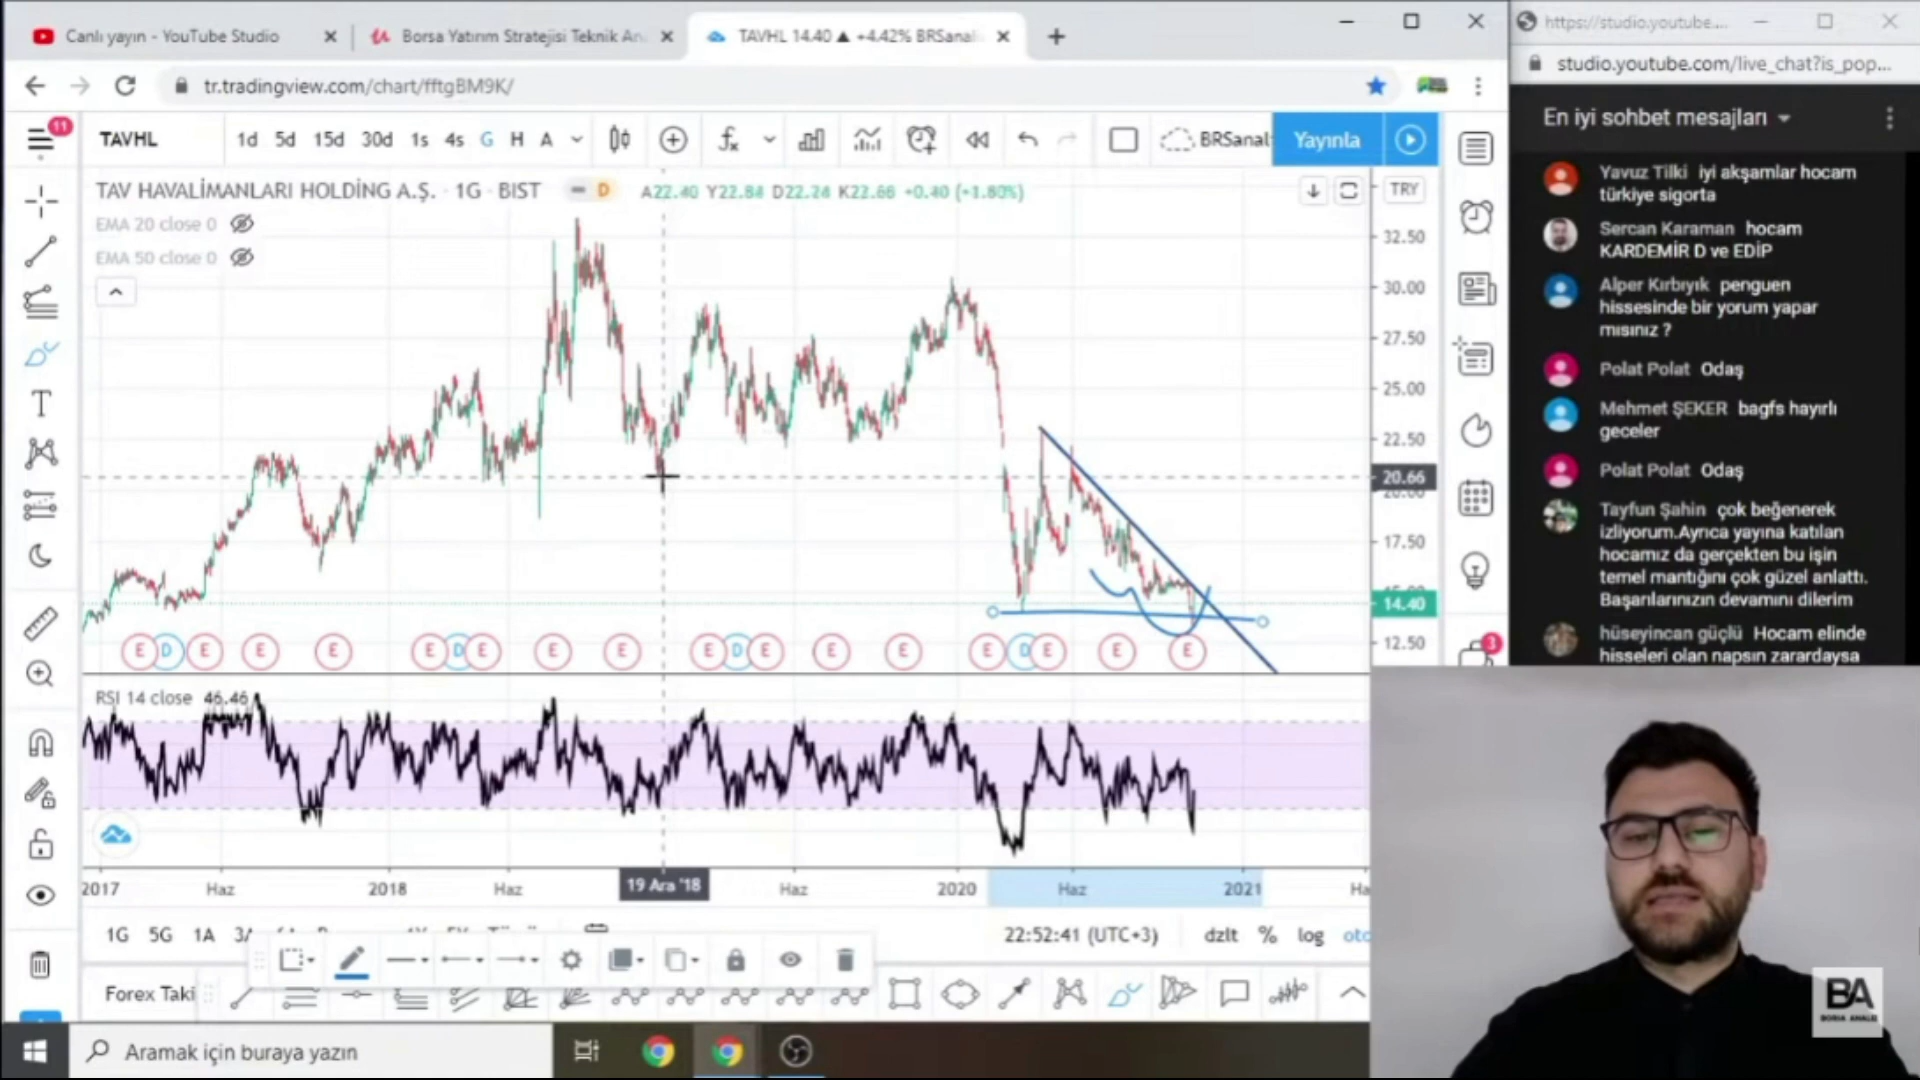 Canlı yayın - YouTube Studio
Borsa Yatırım Stratejisi Teknik An
TAVHL 14.40 ▲ +4.42% BRSanali
https://studio.youtube....
tr.tradingview.com/chart/fftgBM9K/
studio.youtube.com/live_chat?is_pop...
11
TAVHL
1d 5d 15d 30d 1s 4s G H A
BRSanal
Yayınla
En iyi sohbet mesajları
TAV HAVALİMANLARI HOLDİNG A.Ş. · 1G · BIST
D
A22.40 Y22.84 D22.24 K22.66 +0.40 (+1.80%)
TRY
EMA 20 close 0
EMA 50 close 0
32.50
30.00
27.50
25.00
22.50
20.66
20.00
17.50
14.40
12.50
Yavuz Tilki iyi akşamlar hocam
türkiye sigorta
Sercan Karaman hocam
KARDEMİR D ve EDİP
Alper Kırbıyık penguen
hissesinde bir yorum yapar
mısınız ?
Polat Polat Odaş
Mehmet ŞEKER bagfs hayırlı
geceler
Polat Polat Odaş
Tayfun Şahin çok beğenerek
izliyorum.Ayrıca yayına katılan
hocamız da gerçekten bu işin
temel mantığını çok güzel anlattı.
Başarılarınızın devamını dilerim
hüseyincan güçlü Hocam elinde
hisseleri olan napsın zarardaysa
3
E D E E E E D E E E E D E E E E D E E E
RSI 14 close 46.46
2017 Haz 2018 Haz 19 Ara '18 Haz 2020 Haz 2021 Ha
1G 5G 1A
22:52:41 (UTC+3) dzlt % log oto
Forex Taki
Aramak için buraya yazın
BA
BORSA ANALİZ